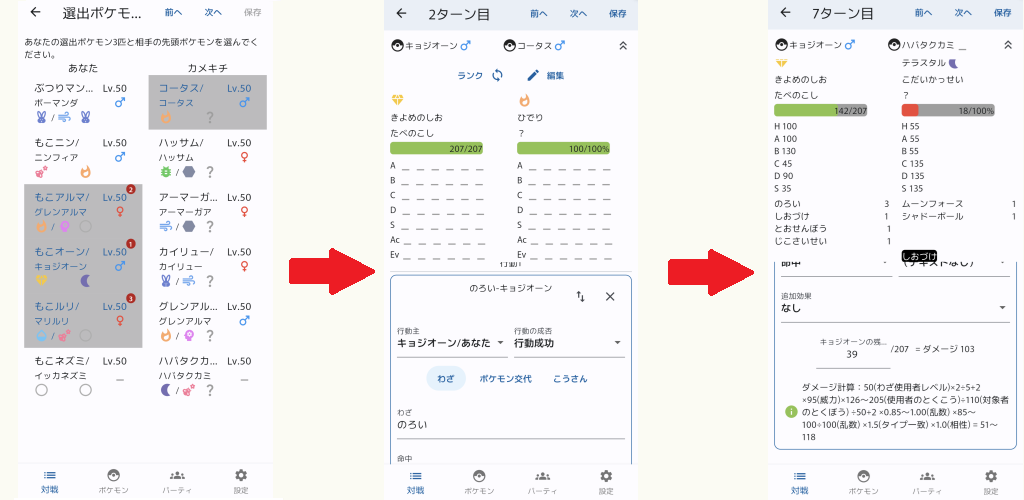 ← 選出ポケモ... 前へ 次へ 保存
あなたの選出ポケモン3匹と相手の先頭ポケモンを選んでく
ださい。
あなた カメキチ
ぶつりマン... Lv.50 コータス/ Lv.50
ボーマンダ ♂ コータス ♂
/ ?
もこニン/ Lv.50 ハッサム/ Lv.50
ニンフィア ♂ ハッサム ♀
/ ?
もこアルマ/ Lv.50 2 アーマーガ... Lv.50
グレンアルマ ♀ アーマーガア ♀
/ / ?
もこオーン/ Lv.50 1 カイリュー/ Lv.50
キョジオーン ♂ カイリュー ♀
/ ?
もこルリ/ Lv.50 3 グレンアル... Lv.50
マリルリ ♀ グレンアルマ ♂
/ / ?
もこネズミ/ Lv.50 ハバタクカ... Lv.50
イッカネズミ _ ハバタクカミ _
/ ?
対戦 ポケモン パーティ 設定
← 2ターン目 前へ 次へ 保存
キョジオーン ♂ コータス ♂
ランク 編集
きよめのしお ひでり
たべのこし ?
207/207 100/100%
A _ _ _ _ _ _ A _ _ _ _ _ _
B _ _ _ _ _ _ B _ _ _ _ _ _
C _ _ _ _ _ _ C _ _ _ _ _ _
D _ _ _ _ _ _ D _ _ _ _ _ _
S _ _ _ _ _ _ S _ _ _ _ _ _
Ac _ _ _ _ _ _ Ac _ _ _ _ _ _
Ev _ _ _ _ _ _ Ev _ _ _ _ _ _
行動1
のろい-キョジオーン
行動主 行動の成否
キョジオーン/あなた 行動成功
わざ ポケモン交代 こうさん
わざ
のろい
命中
対戦 ポケモン パーティ 設定
← 7ターン目 前へ 次へ 保存
キョジオーン ♂ ハバタクカミ _
テラスタル
きよめのしお こだいかっせい
たべのこし ?
142/207 18/100%
H 100 H 55
A 100 A 55
B 130 B 55
C 45 C 135
D 90 D 135
S 35 S 135
のろい 3 ムーンフォース 1
しおづけ 1 シャドーボール 1
とおせんぼう 1
じこさいせい 1
しおづけ
命中 (テキストなし)
追加効果
なし
キョジオーンの残...
39 /207 = ダメージ 103
ダメージ計算：50(わざ使用者レベル)×2÷5+2
×95(威力)×126～205(使用者のとくこう)÷110(対象者
のとくぼう) ÷50+2 ×0.85～1.00(乱数) ×85～
100÷100(乱数) ×1.5(タイプ一致) ×1.0(相性) = 51～
118
対戦 ポケモン パーティ 設定